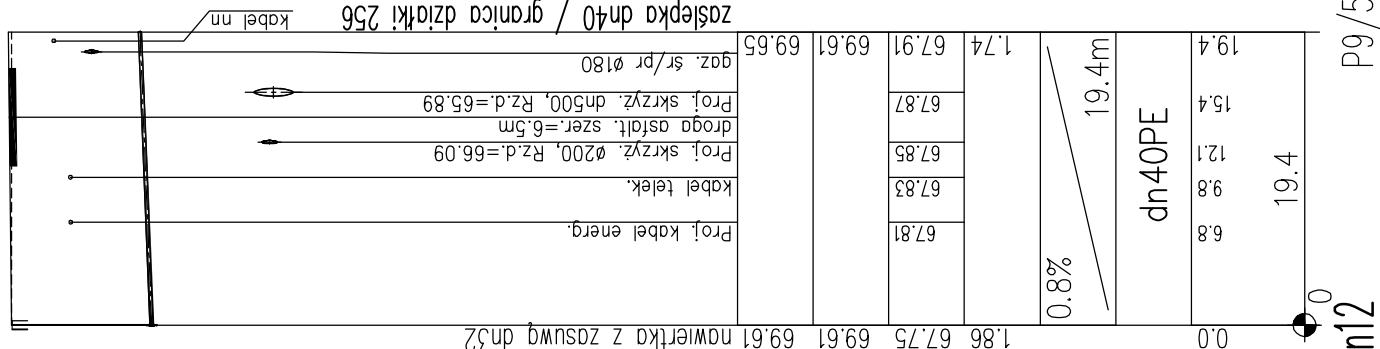 nawiertka z zasuwą dn32
69.61
69.61
67.75
1.86
0.0
Proj. kabel energ.
67.81
6.8
kabel telek.
67.83
9.8
Proj. skrzyż. ø200, Rz.d.=66.09
67.85
12.1
droga asfalt. szer.=6.5m
Proj. skrzyż. dn500, Rz.d.=65.89
67.87
15.4
gaz. śr/pr ø180
kabel nn
zaślepka dn40 / granica działki 256
69.65
69.61
67.91
1.74
19.4
0.8%
19.4m
dn40PE
19.4
0
n12
P9/5